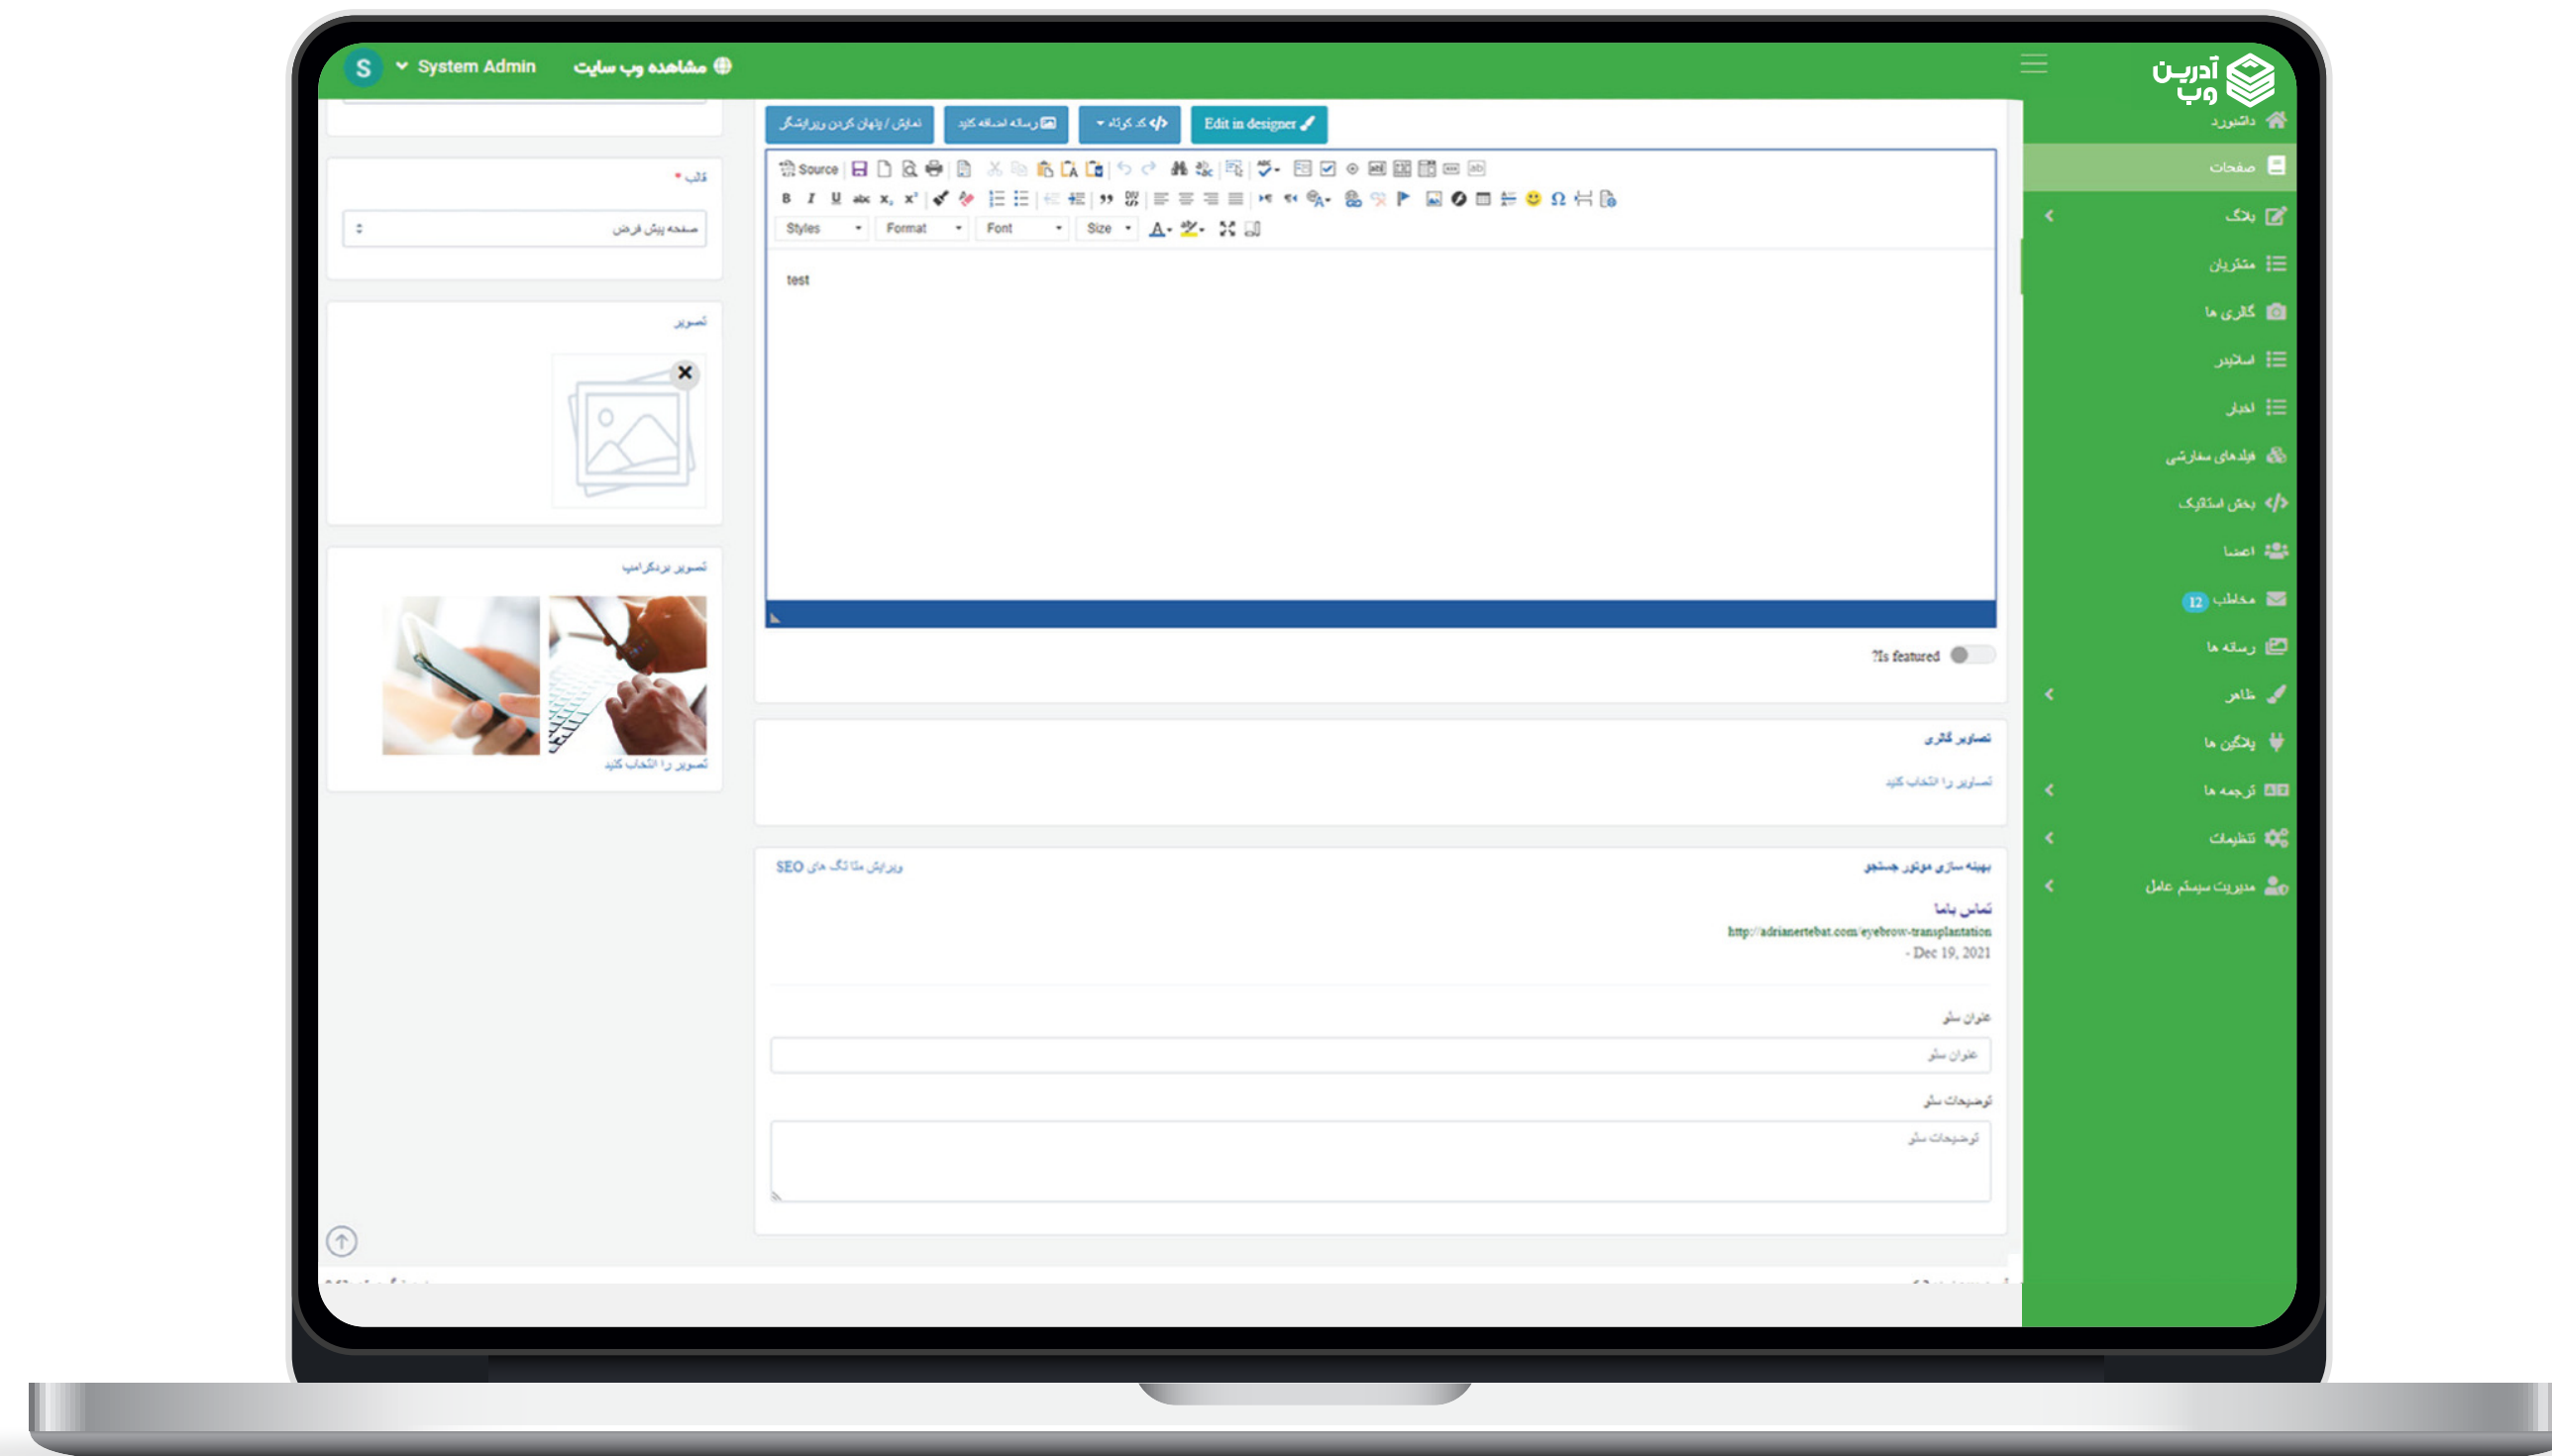 آدرین
وب
مشاهده وب سایت
System Admin
S
داشبورد
صفحات
بلاگ
مشتریان
گالری ها
اسلایدر
اخبار
فیلدهای سفارشی
بخش استاتیک
اعضا
مخاطب 12
رسانه ها
ظاهر
پلاگین ها
ترجمه ها
تنظیمات
مدیریت سیستم عامل
Edit in designer
کد کوتاه
رسانه اضافه کنید
نمایش / پنهان کردن ویرایشگر
Source
B I U abc x₂ x²
Styles Format Font Size
test
?Is featured
تصاویر گالری
تصاویر را انتخاب کنید
بهینه سازی موتور جستجو
ویرایش متا تگ های SEO
تماس باما
http://adrianertebat.com/eyebrow-transplantation
- Dec 19, 2021
عنوان سئو
عنوان سئو
توضیحات سئو
توضیحات سئو
قالب *
صفحه پیش فرض
تصویر
تصویر بردکرامپ
تصویر را انتخاب کنید